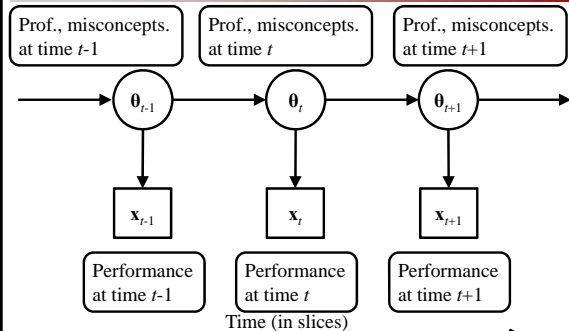 Prof., misconcepts.
at time t-1
Prof., misconcepts.
at time t
Prof., misconcepts.
at time t+1
θt-1
θt
θt+1
xt-1
xt
xt+1
Performance
at time t-1
Performance
at time t
Performance
at time t+1
Time (in slices)